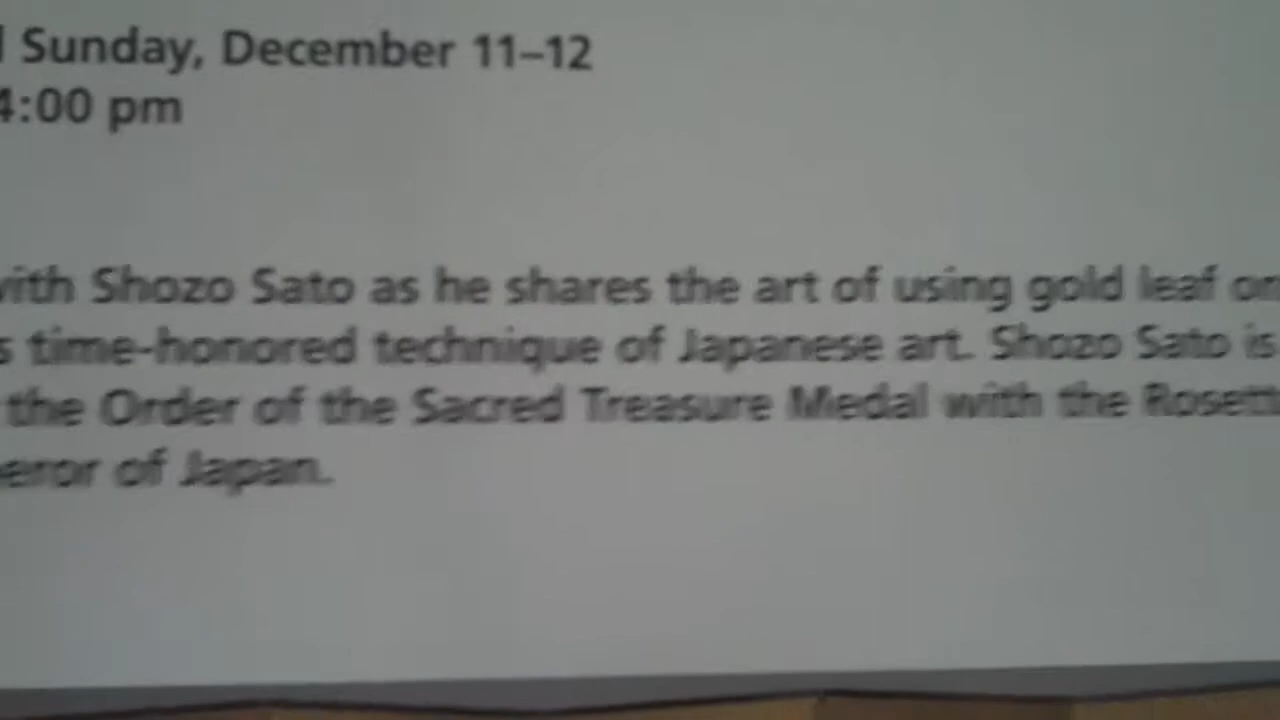 Sunday, December 11–12
4:00 pm
with Shozo Sato as he shares the art of using gold leaf on
time-honored technique of Japanese art. Shozo Sato is
the Order of the Sacred Treasure Medal with the Rosett
eror of Japan.